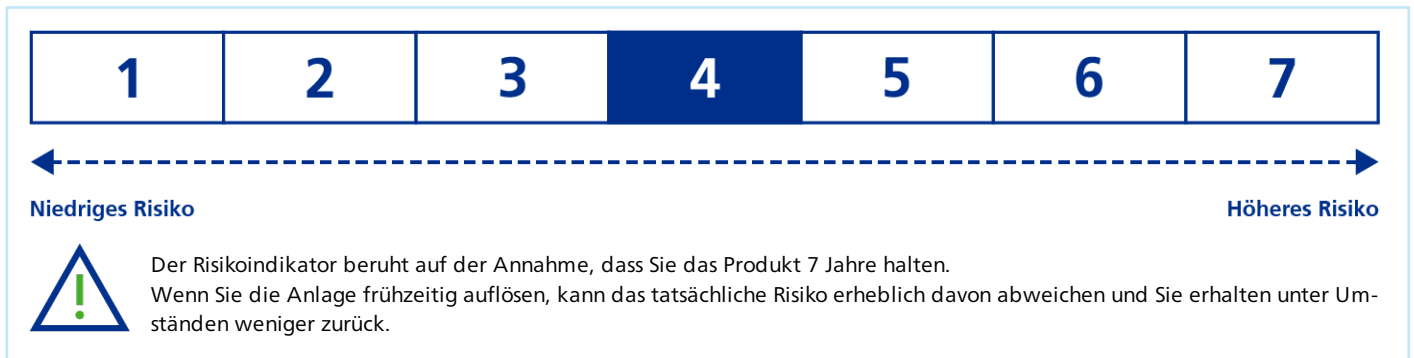 1 2 3 4 5 6 7
Niedriges Risiko Höheres Risiko
Der Risikoindikator beruht auf der Annahme, dass Sie das Produkt 7 Jahre halten.
Wenn Sie die Anlage frühzeitig auflösen, kann das tatsächliche Risiko erheblich davon abweichen und Sie erhalten unter Um-
ständen weniger zurück.